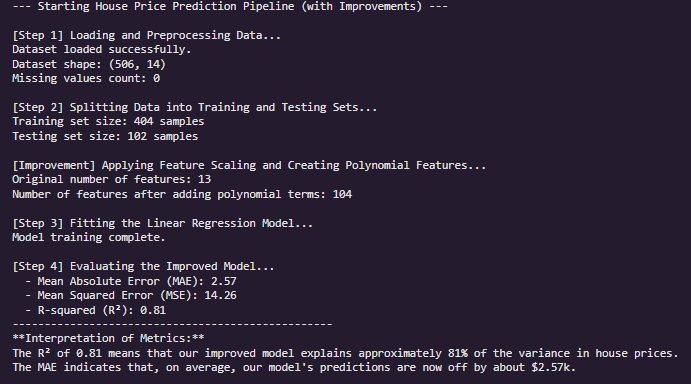 --- Starting House Price Prediction Pipeline (with Improvements) ---
[Step 1] Loading and Preprocessing Data...
Dataset loaded successfully.
Dataset shape: (506, 14)
Missing values count: 0
[Step 2] Splitting Data into Training and Testing Sets...
Training set size: 404 samples
Testing set size: 102 samples
[Improvement] Applying Feature Scaling and Creating Polynomial Features...
Original number of features: 13
Number of features after adding polynomial terms: 104
[Step 3] Fitting the Linear Regression Model...
Model training complete.
[Step 4] Evaluating the Improved Model...
  - Mean Absolute Error (MAE): 2.57
  - Mean Squared Error (MSE): 14.26
  - R-squared (R²): 0.81
--------------------------------------------------
**Interpretation of Metrics:**
The R² of 0.81 means that our improved model explains approximately 81% of the variance in house prices.
The MAE indicates that, on average, our model's predictions are now off by about $2.57k.